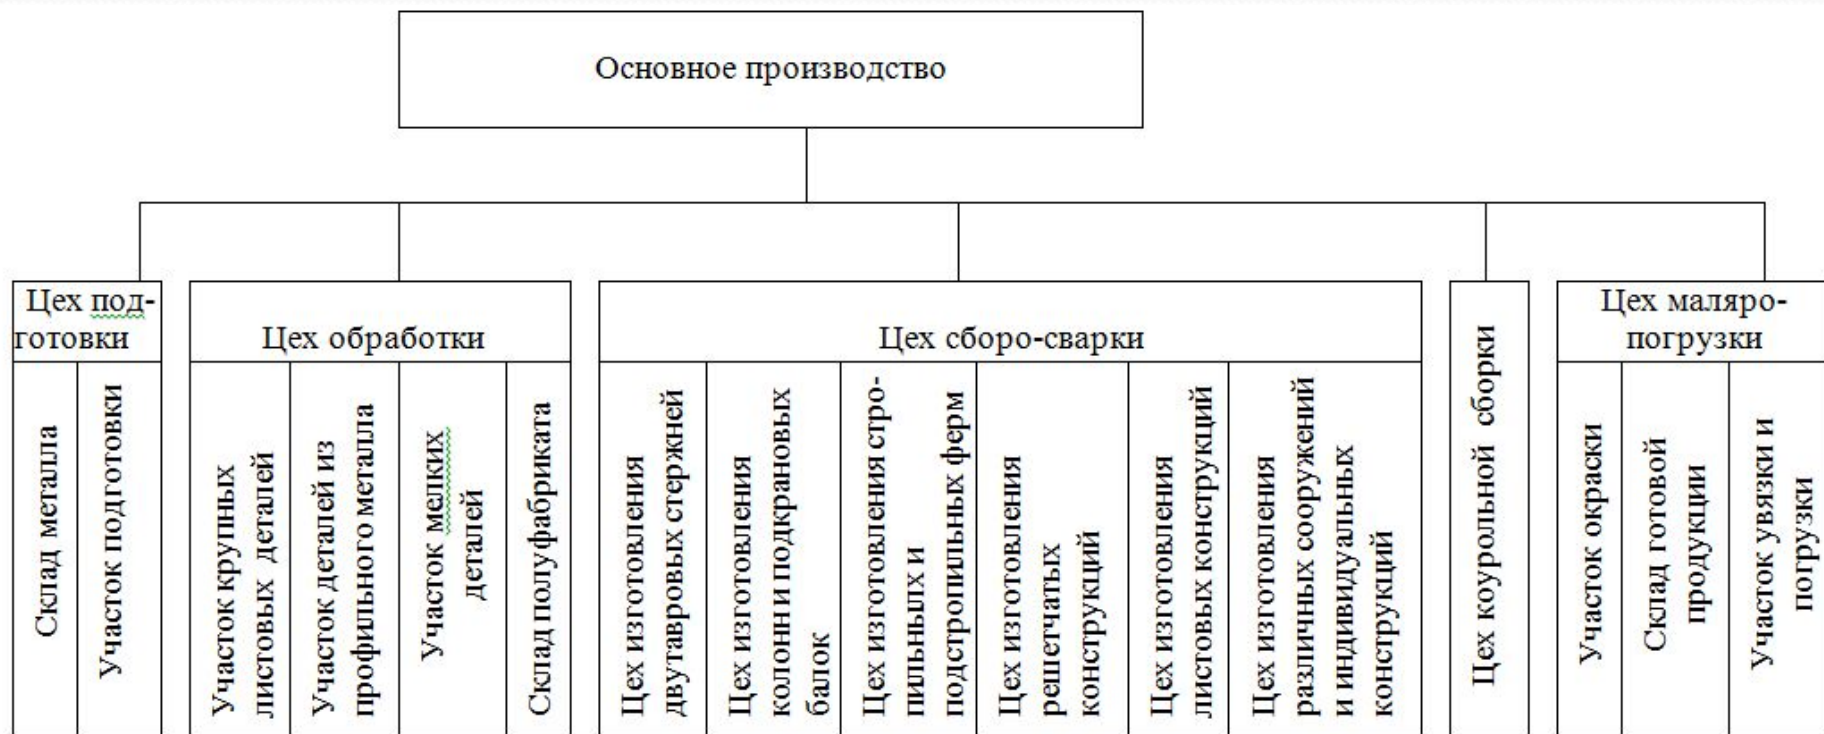 Основное производство
Цех под-
готовки
Цех обработки
Цех сборо-сварки
Цех коурольной сборки
Цех маляро-
погрузки
Склад металла
Участок подготовки
Участок крупных
листовых деталей
Участок деталей из
профильного металла
Участок мелких
деталей
Склад полуфабриката
Цех изготовления
двутавровых стержней
Цех изготовления
колонн и подкрановых
балок
Цех изготовления стро-
пильнылх и
подстропильных ферм
Цех изготовления
решетчатых
конструкций
Цех изготовления
листовых конструкций
Цех изготовления
различных сооружений
и индивидуальных
конструкций
Участок окраски
Склад готовой
продукции
Участок увязки и
погрузки